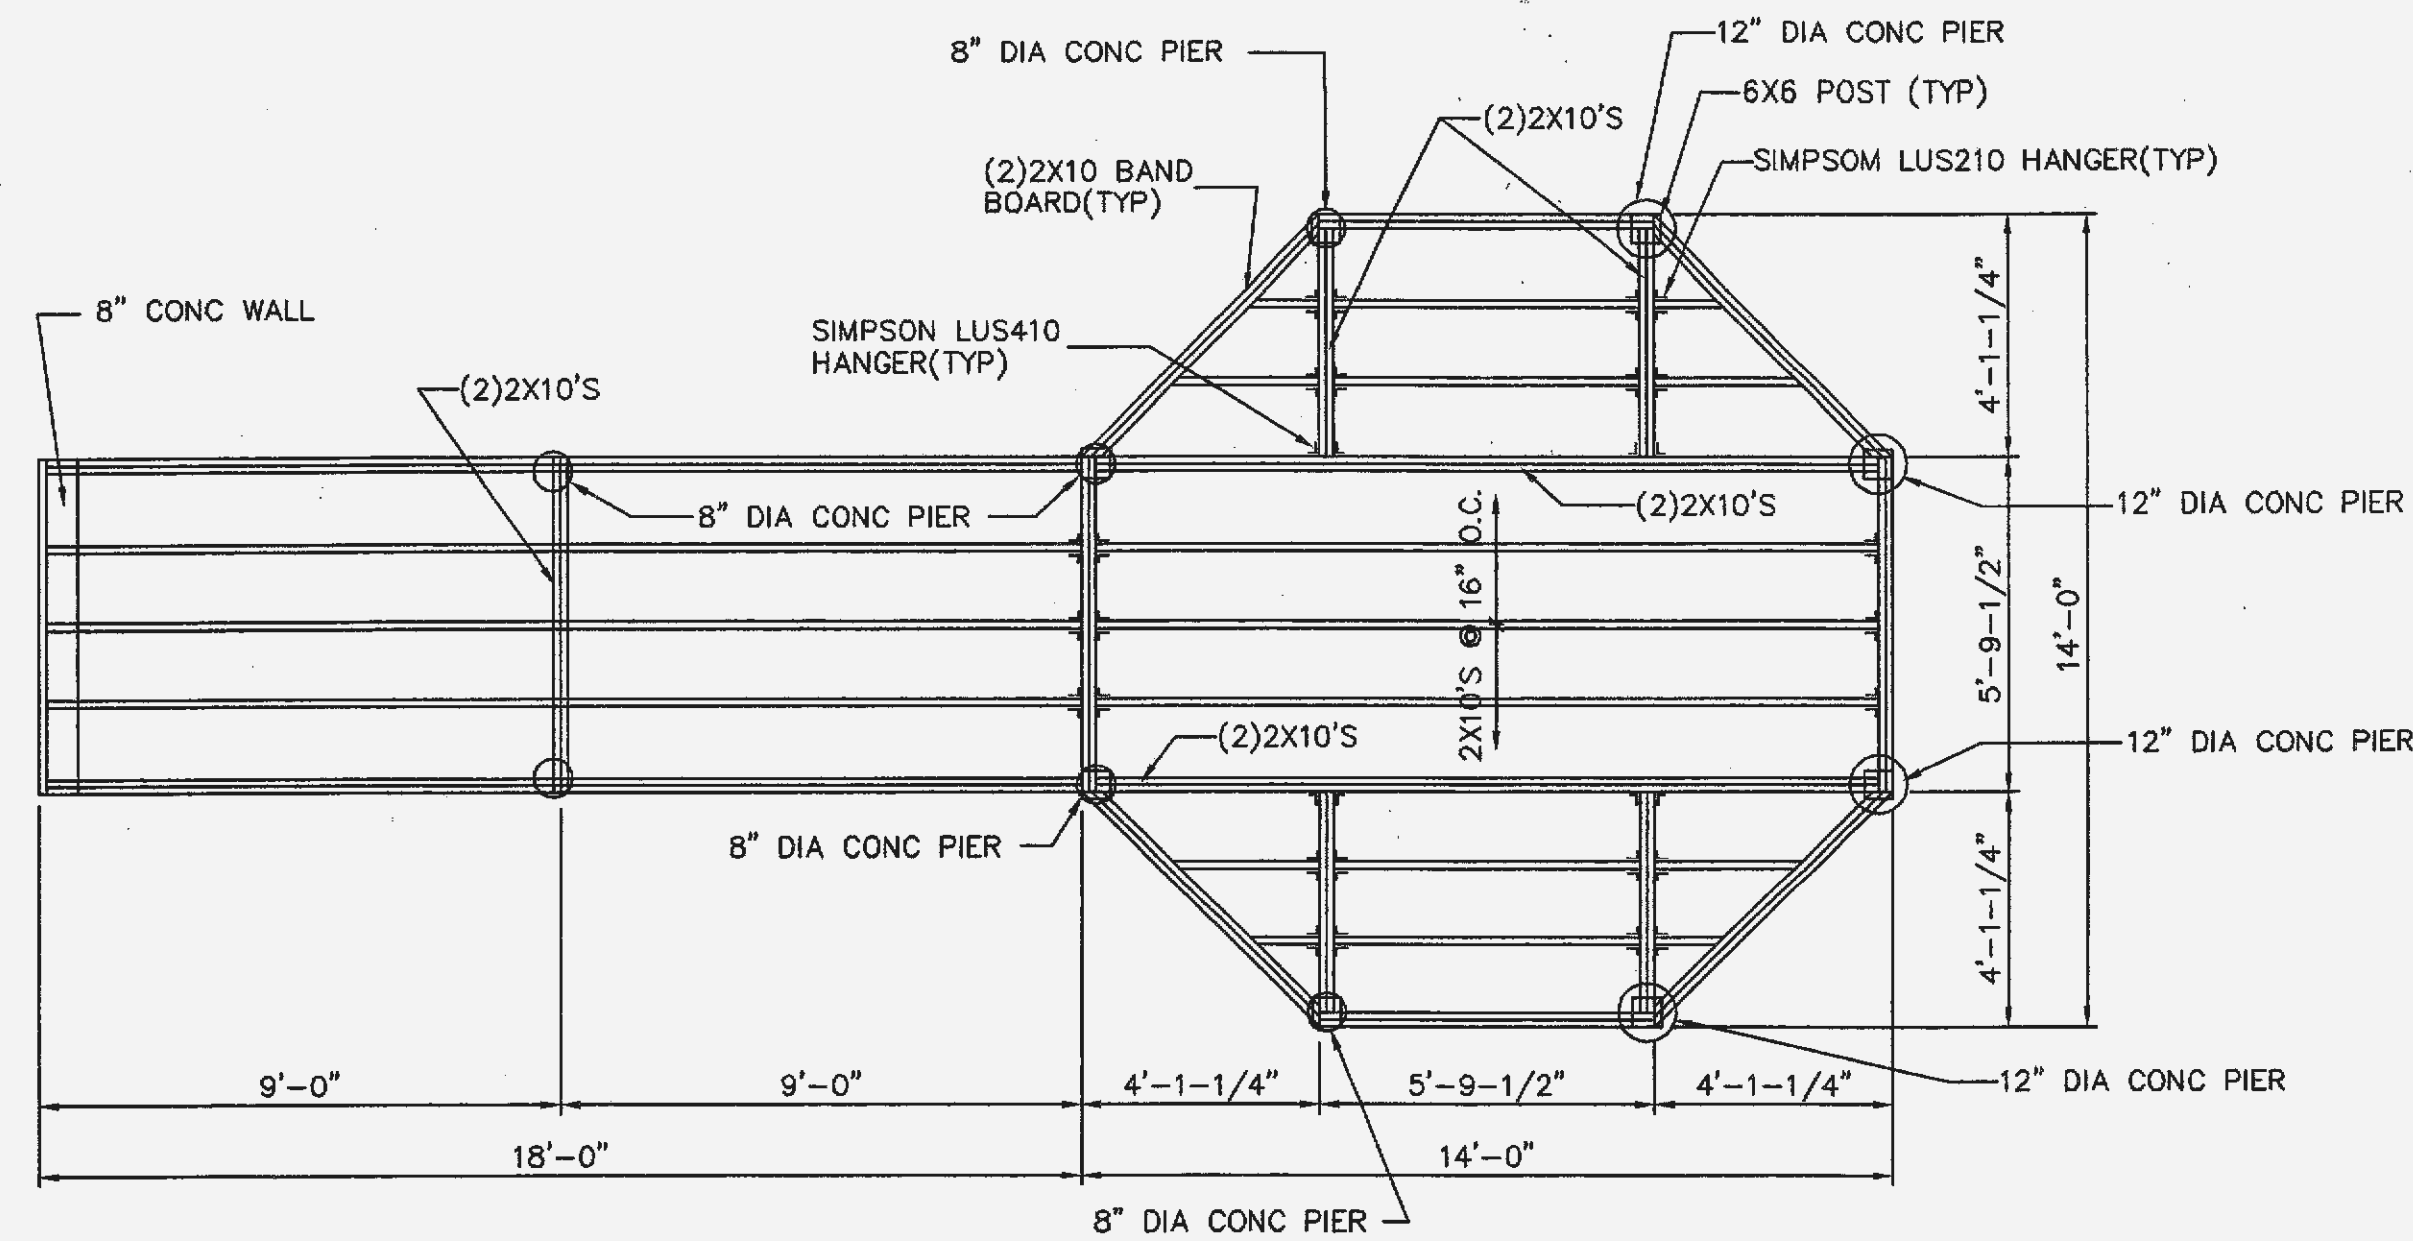 12" DIA CONC PIER
8" DIA CONC PIER
6X6 POST (TYP)
(2)2X10'S
SIMPSOM LUS210 HANGER(TYP)
(2)2X10 BAND
BOARD(TYP)
8" CONC WALL
SIMPSON LUS410
HANGER(TYP)
(2)2X10'S
4'-1-1/4"
8" DIA CONC PIER
(2)2X10'S
12" DIA CONC PIER
2X10'S @ 16" O.C.
5'-9-1/2"
14'-0"
(2)2X10'S
12" DIA CONC PIER
8" DIA CONC PIER
4'-1-1/4"
9'-0"
9'-0"
4'-1-1/4"
5'-9-1/2"
4'-1-1/4"
12" DIA CONC PIER
18'-0"
14'-0"
8" DIA CONC PIER